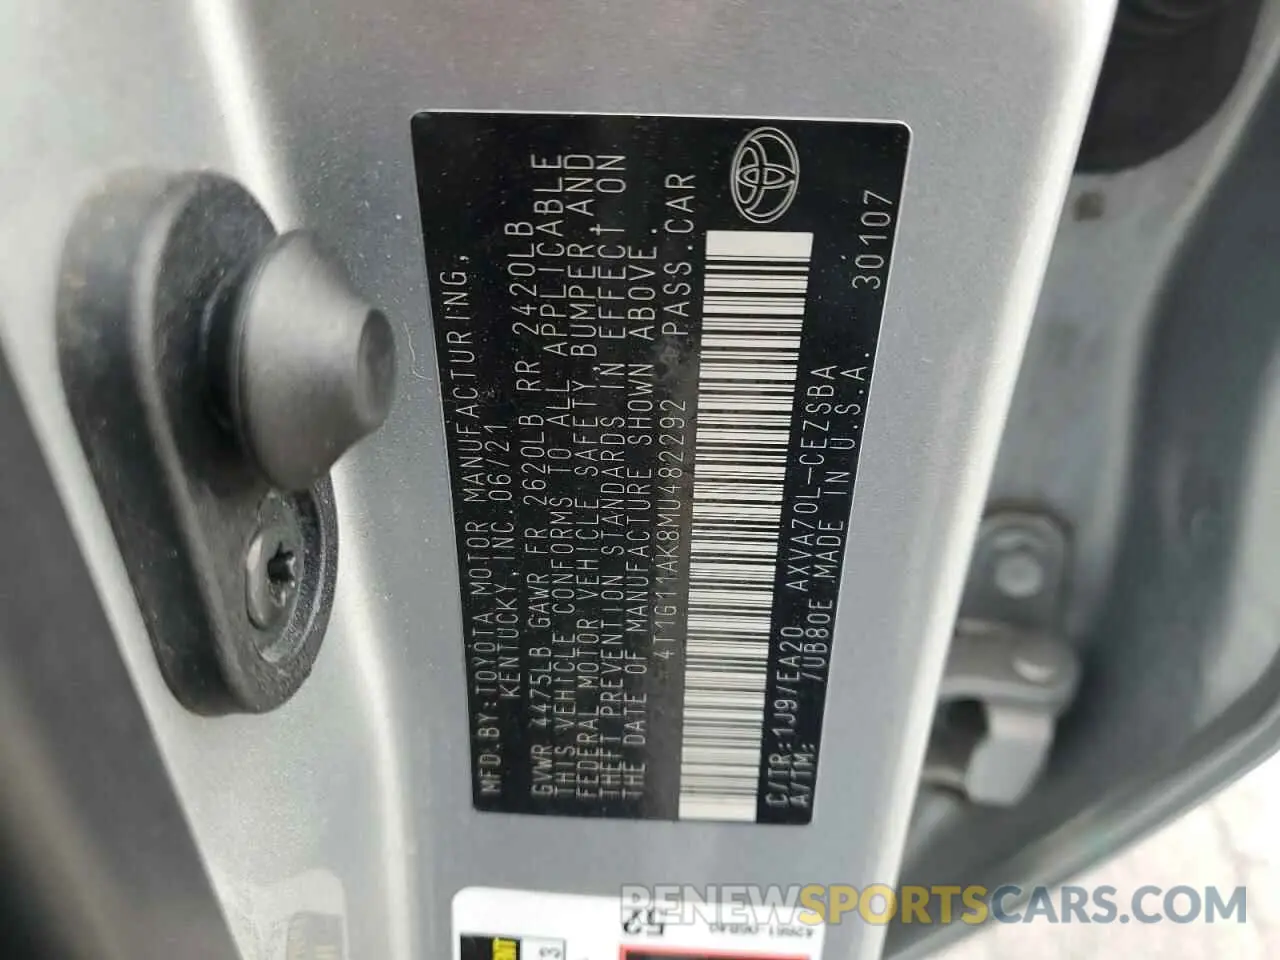 MFD.BY:TOYOTA MOTOR MANUFACTURING,
KENTUCKY,INC.06/21
GVWR 4475LB GAWR FR 2620LB RR 2420LB
THIS VEHICLE CONFORMS TO ALL APPLICABLE
FEDERAL MOTOR VEHICLE SAFETY, BUMPER, AND
THEFT PREVENTION STANDARDS IN EFFECT ON
THE DATE OF MANUFACTURE SHOWN ABOVE.
4T1G11AK8MU482292 PASS.CAR
C/TR:1J9/EA20 AXVA70L-CEZSBA
A/TM: /UB80E MADE IN U.S.A. 30107
52
RENEWSPORTSCARS.COM